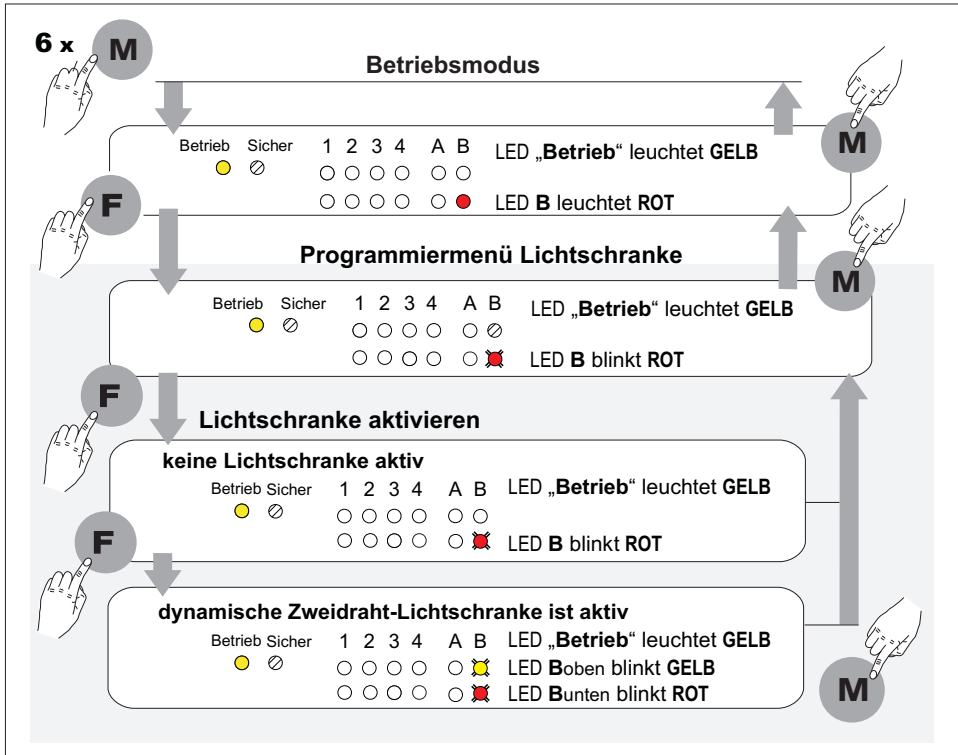 6 x M
Betriebsmodus
M
Betrieb Sicher 1 2 3 4 A B LED „Betrieb“ leuchtet GELB
LED B leuchtet ROT
F
Programmiermenü Lichtschranke
M
Betrieb Sicher 1 2 3 4 A B LED „Betrieb“ leuchtet GELB
LED B blinkt ROT
F
Lichtschranke aktivieren
keine Lichtschranke aktiv
Betrieb Sicher 1 2 3 4 A B LED „Betrieb“ leuchtet GELB
LED B blinkt ROT
F
dynamische Zweidraht-Lichtschranke ist aktiv
Betrieb Sicher 1 2 3 4 A B LED „Betrieb“ leuchtet GELB
LED Boben blinkt GELB
LED Bunten blinkt ROT
M